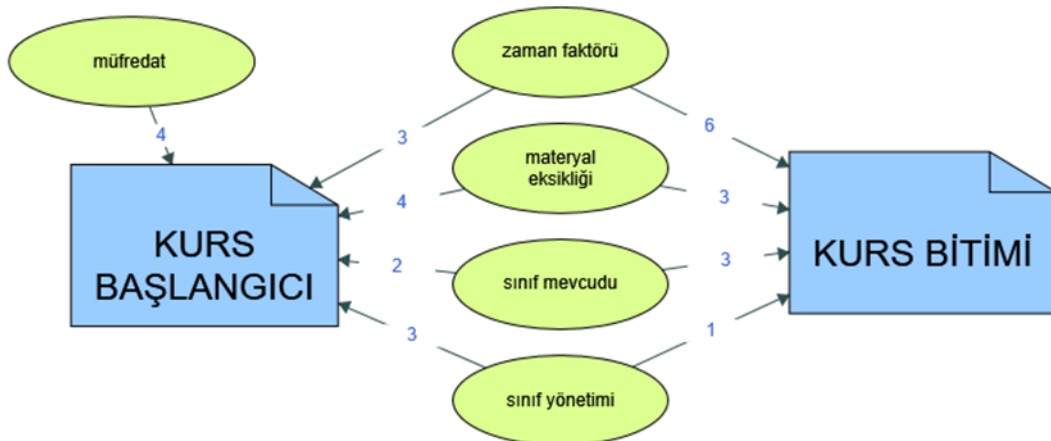 müfredat
zaman faktörü
4
3
6
materyal
eksikliği
4
3
KURS
BAŞLANGICI
KURS BİTİMİ
2
sınıf mevcudu
3
3
1
sınıf yönetimi